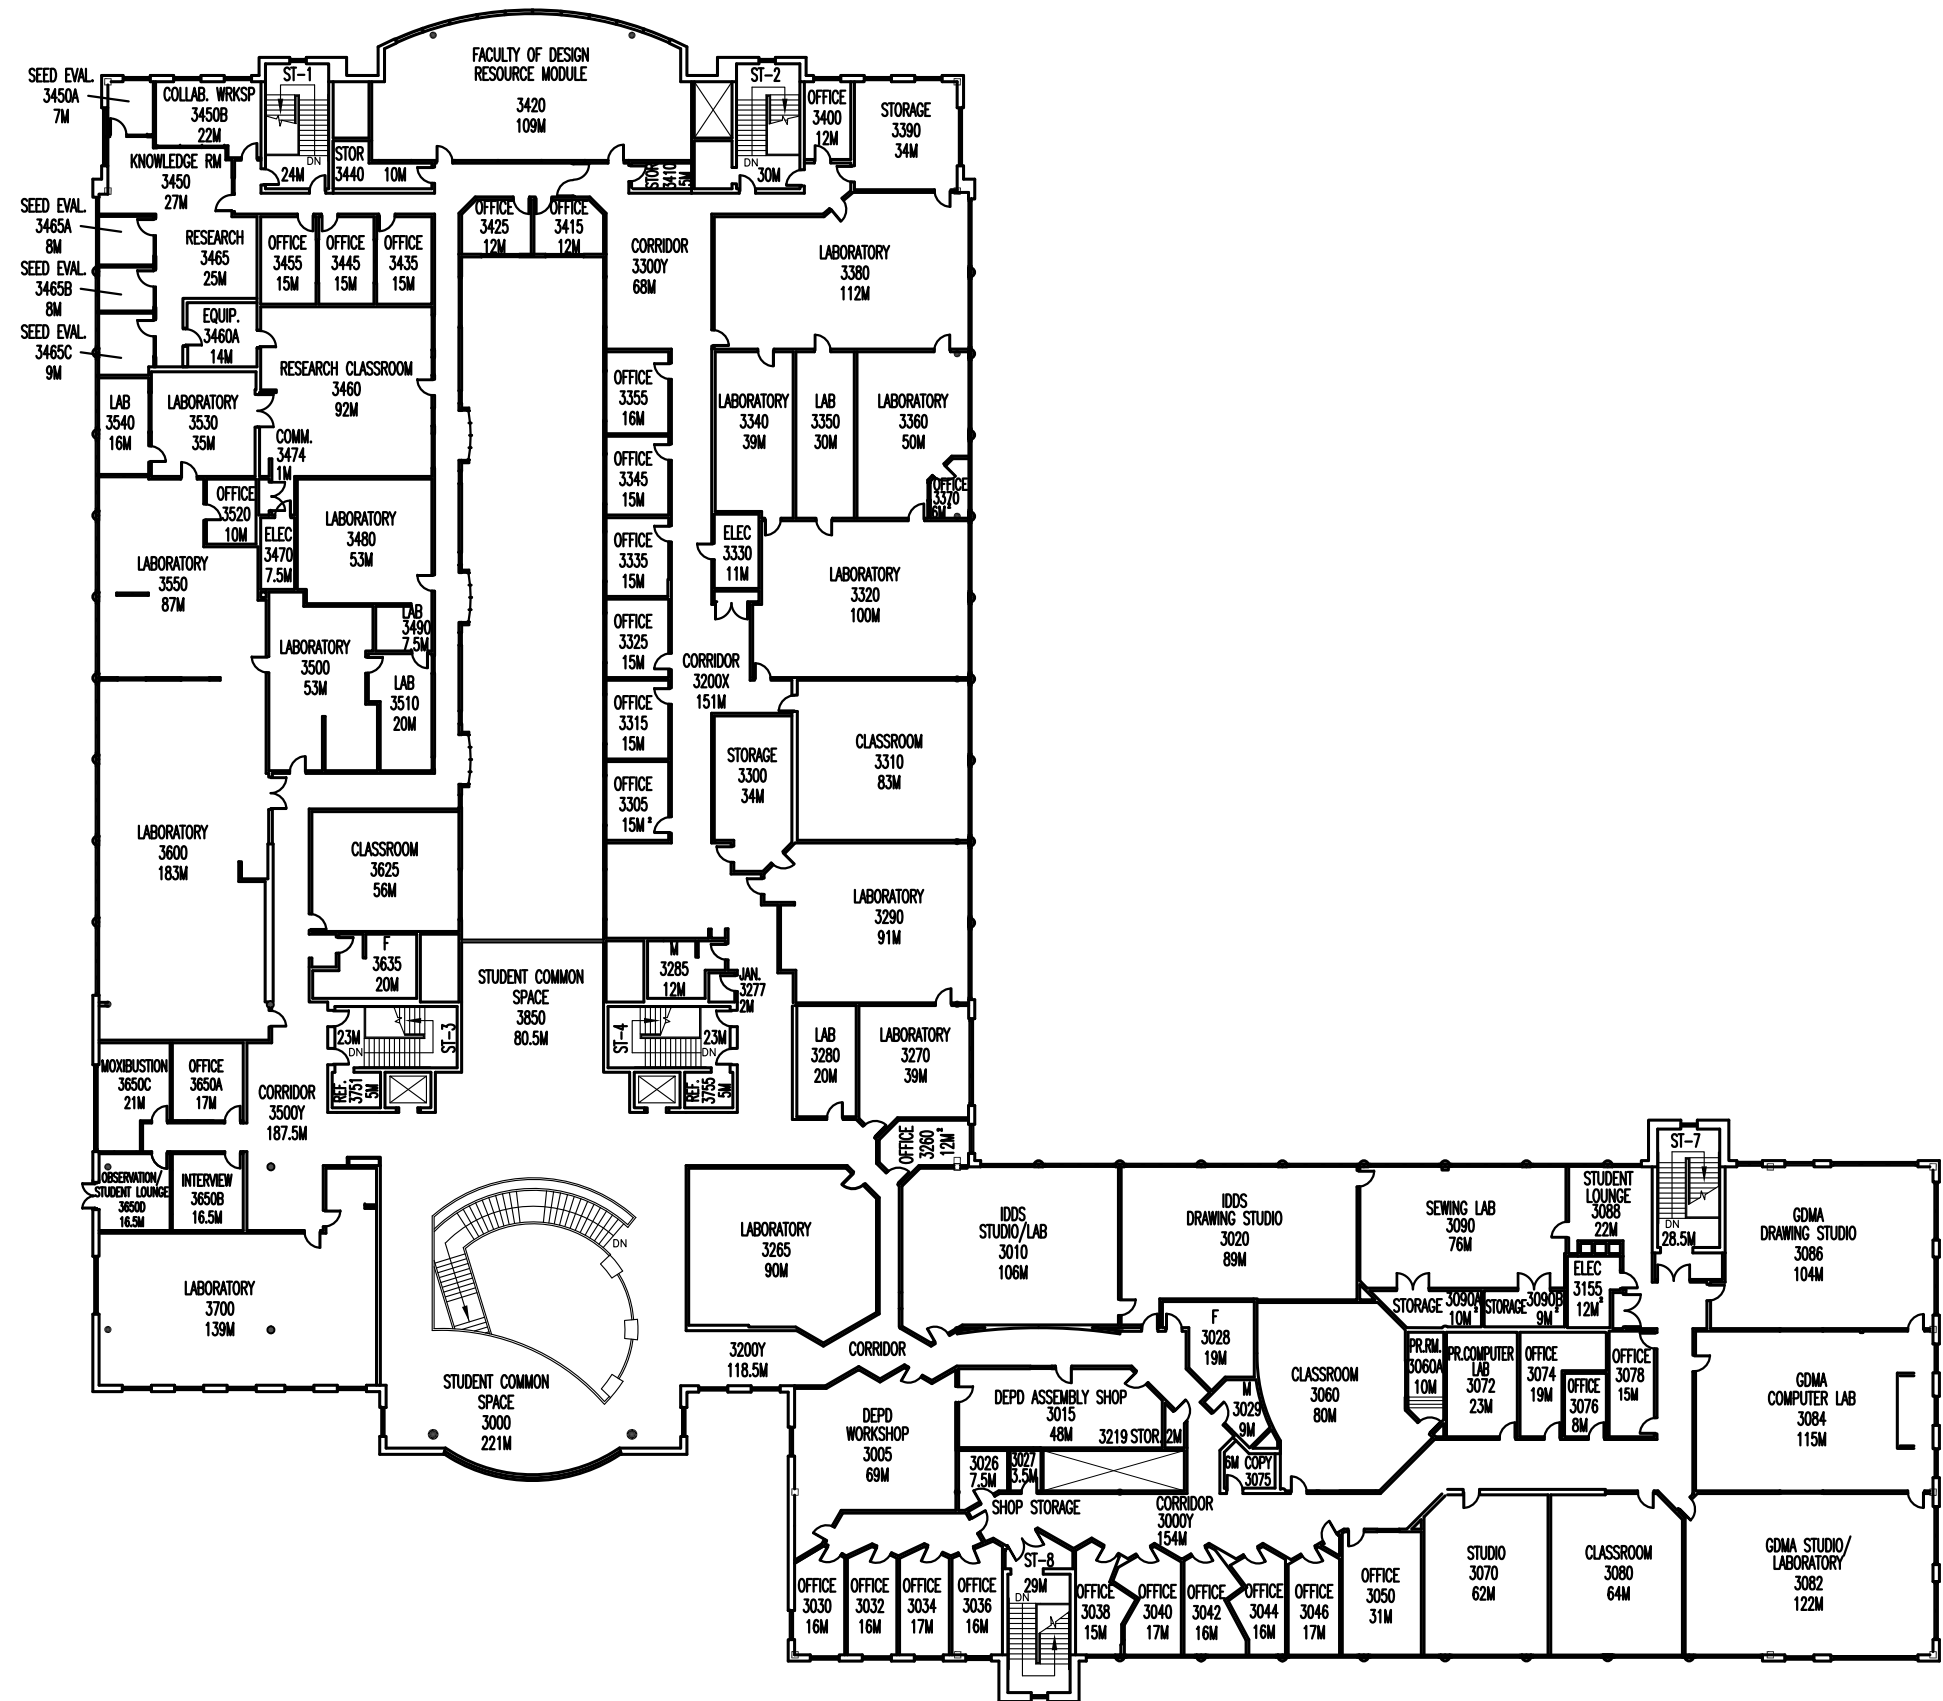 FACULTY OF DESIGN
RESOURCE MODULE
3420
109M
SEED EVAL.
3450A
7M
COLLAB. WRKSP
3450B
22M
ST-1
DN
24M
STOR
3440
10M
STOR
3410
5M
ST-2
DN
30M
OFFICE
3400
12M
STORAGE
3390
34M
KNOWLEDGE RM
3450
27M
SEED EVAL.
3465A
8M
SEED EVAL.
3465B
8M
SEED EVAL.
3465C
9M
RESEARCH
3465
25M
OFFICE
3455
15M
OFFICE
3445
15M
OFFICE
3435
15M
OFFICE
3425
12M
OFFICE
3415
12M
CORRIDOR
3300Y
68M
LABORATORY
3380
112M
EQUIP.
3460A
14M
RESEARCH CLASSROOM
3460
92M
LAB
3540
16M
LABORATORY
3530
35M
COMM.
3474
1M
OFFICE
3355
16M
LABORATORY
3340
39M
LAB
3350
30M
LABORATORY
3360
50M
OFFICE
3370
6M²
OFFICE
3345
15M
OFFICE
3520
10M
ELEC
3470
7.5M
LABORATORY
3480
53M
LABORATORY
3550
87M
OFFICE
3335
15M
ELEC
3330
11M
LABORATORY
3320
100M
LAB
3490
7.5M
LABORATORY
3500
53M
LAB
3510
20M
OFFICE
3325
15M
CORRIDOR
3200X
151M
OFFICE
3315
15M
STORAGE
3300
34M
CLASSROOM
3310
83M
OFFICE
3305
15M²
LABORATORY
3600
183M
CLASSROOM
3625
56M
LABORATORY
3290
91M
F
3635
20M
STUDENT COMMON
SPACE
3850
80.5M
M
3285
12M
JAN.
3277
2M
23M
DN
ST-3
ST-4
23M
DN
REF.
3751
5M
REF.
3755
5M
LAB
3280
20M
LABORATORY
3270
39M
MOXIBUSTION
3650C
21M
OFFICE
3650A
17M
CORRIDOR
3500Y
187.5M
OFFICE
3260
12M²
OBSERVATION/
STUDENT LOUNGE
3650D
16.5M
INTERVIEW
3650B
16.5M
LABORATORY
3700
139M
DN
STUDENT COMMON
SPACE
3000
221M
LABORATORY
3265
90M
3200Y
118.5M
CORRIDOR
IDDS
STUDIO/LAB
3010
106M
IDDS
DRAWING STUDIO
3020
89M
SEWING LAB
3090
76M
STUDENT
LOUNGE
3088
22M
ST-7
DN
28.5M
GDMA
DRAWING STUDIO
3086
104M
ELEC
3155
12M²
STORAGE 3090A
10M²
STORAGE 3090B
9M²
F
3028
19M
M
3029
9M
CLASSROOM
3060
80M
PR.RM.
3060A
10M
PR.COMPUTER
LAB
3072
23M
OFFICE
3074
19M
OFFICE
3076
8M
OFFICE
3078
15M
GDMA
COMPUTER LAB
3084
115M
DEPD
WORKSHOP
3005
69M
DEPD ASSEMBLY SHOP
3015
48M
3219 STOR.2M
3026
7.5M
3027
3.5M
SHOP STORAGE
6M COPY
3075
CORRIDOR
3000Y
154M
OFFICE
3030
16M
OFFICE
3032
16M
OFFICE
3034
17M
OFFICE
3036
16M
ST-8
29M
DN
OFFICE
3038
15M
OFFICE
3040
17M
OFFICE
3042
16M
OFFICE
3044
16M
OFFICE
3046
17M
OFFICE
3050
31M
STUDIO
3070
62M
CLASSROOM
3080
64M
GDMA STUDIO/
LABORATORY
3082
122M